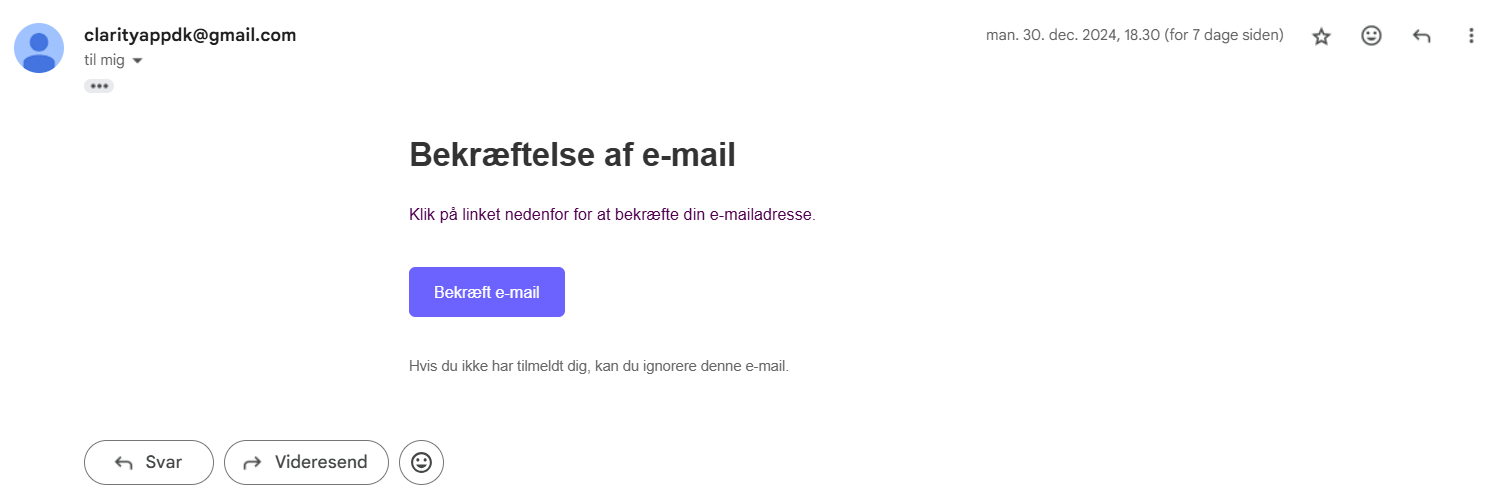 clarityappdk@gmail.com
man. 30. dec. 2024, 18.30 (for 7 dage siden)
til mig
Bekræftelse af e-mail
Klik på linket nedenfor for at bekræfte din e-mailadresse.
Bekræft e-mail
Hvis du ikke har tilmeldt dig, kan du ignorere denne e-mail.
Svar
Videresend